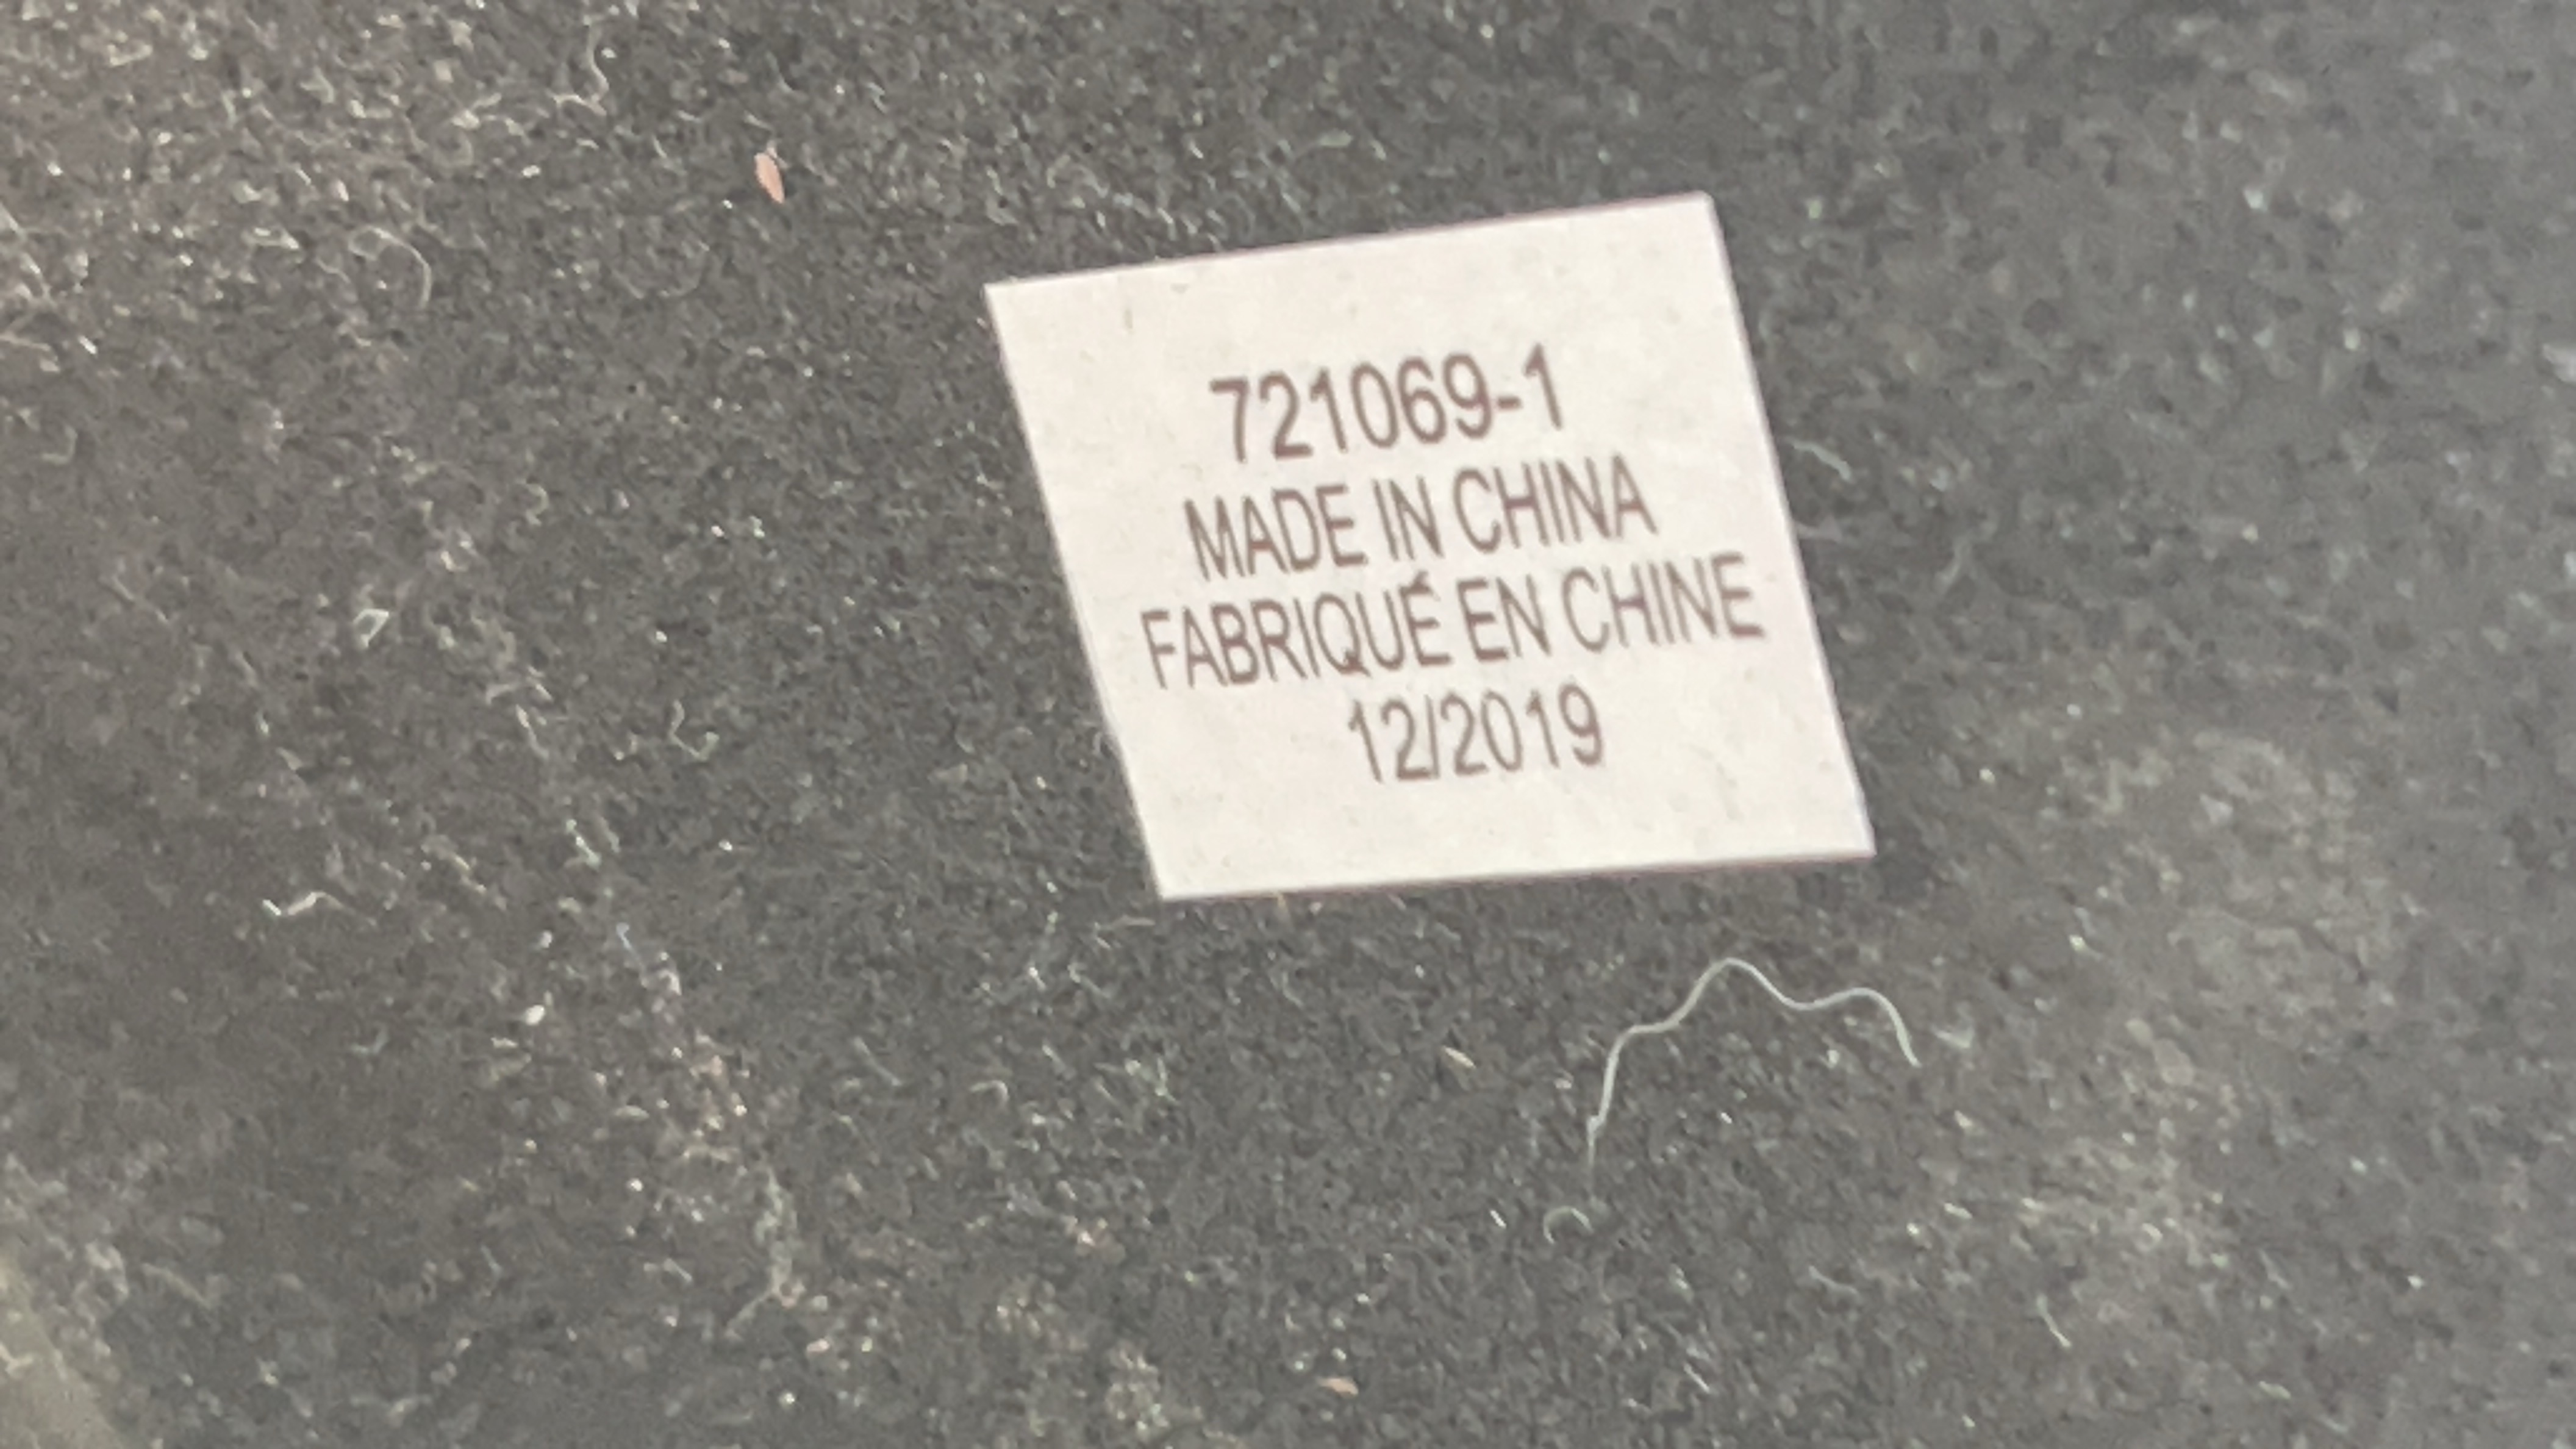 721069-1
MADE IN CHINA
FABRIQUÉ EN CHINE
12/2019